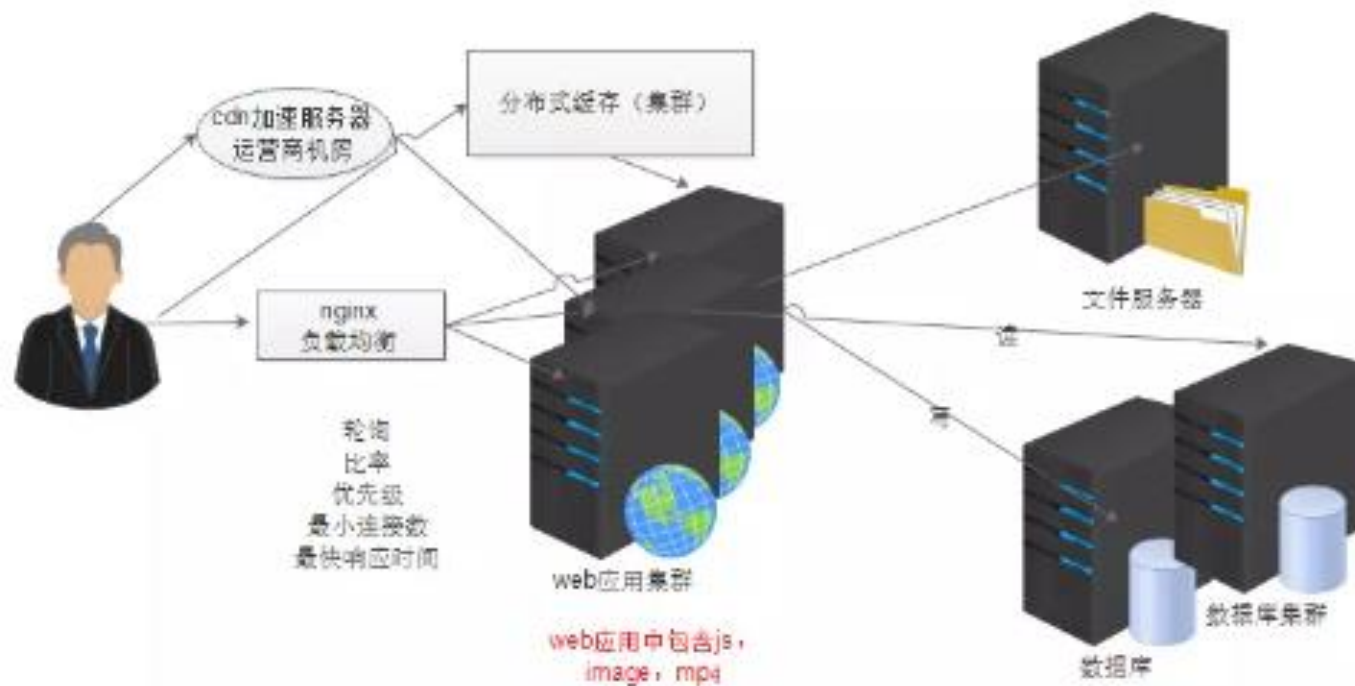 cdn加速服务器
运营商机房
分布式缓存（集群）
nginx
负载均衡
轮询
比率
优先级
最小连接数
最快响应时间
web应用集群
web应用中包含js，
image，mp4
文件服务器
读
写
数据库集群
数据库